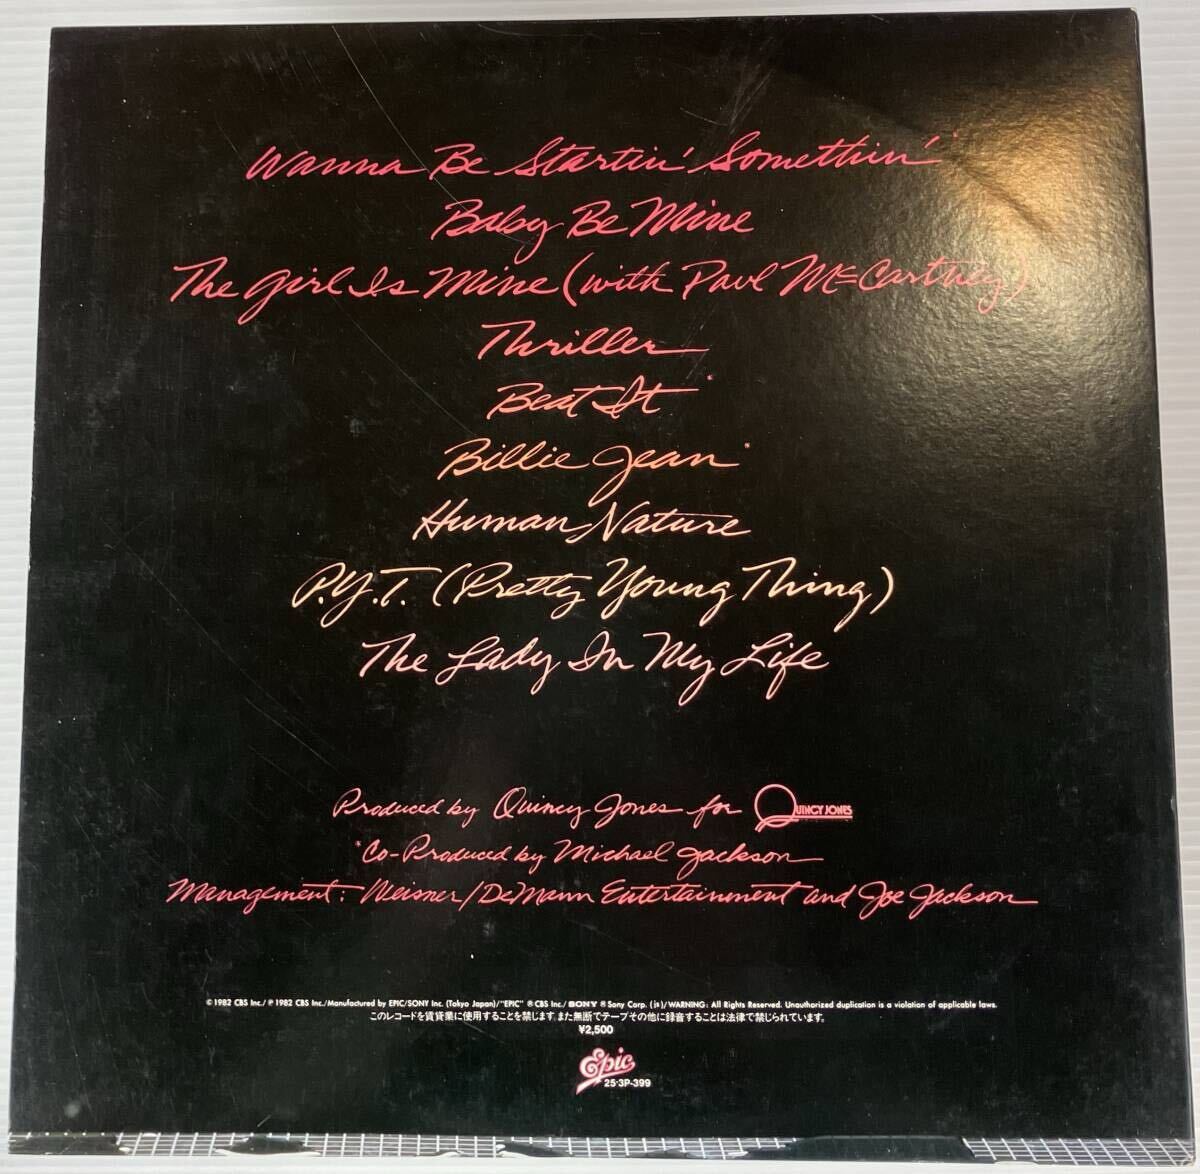 Wanna Be Startin' Somethin'*
Baby Be Mine
The Girl Is Mine (with Paul McCartney)
Thriller
Beat It*
Billie Jean*
Human Nature
P.Y.T. (Pretty Young Thing)
The Lady In My Life
Produced by Quincy Jones for QUINCY JONES
*Co-Produced by Michael Jackson
Management: Weisner/DeMann Entertainment and Joe Jackson
© 1982 CBS Inc./℗ 1982 CBS Inc./Manufactured by EPIC/SONY Inc. (Tokyo Japan)/"EPIC" ® CBS Inc./SONY ® Sony Corp. (js)/WARNING: All Rights Reserved. Unauthorized duplication is a violation of applicable laws.
このレコードを賃貸業に使用することを禁じます。また無断でテープその他に録音することは法律で禁じられています。
¥2,500
Epic
25·3P-399